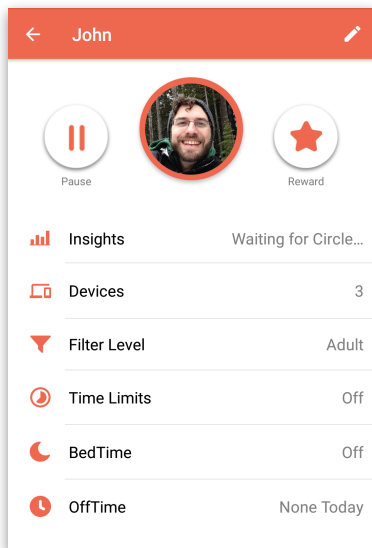 John
Pause
Reward
Insights Waiting for Circle…
Devices 3
Filter Level Adult
Time Limits Off
BedTime Off
OffTime None Today